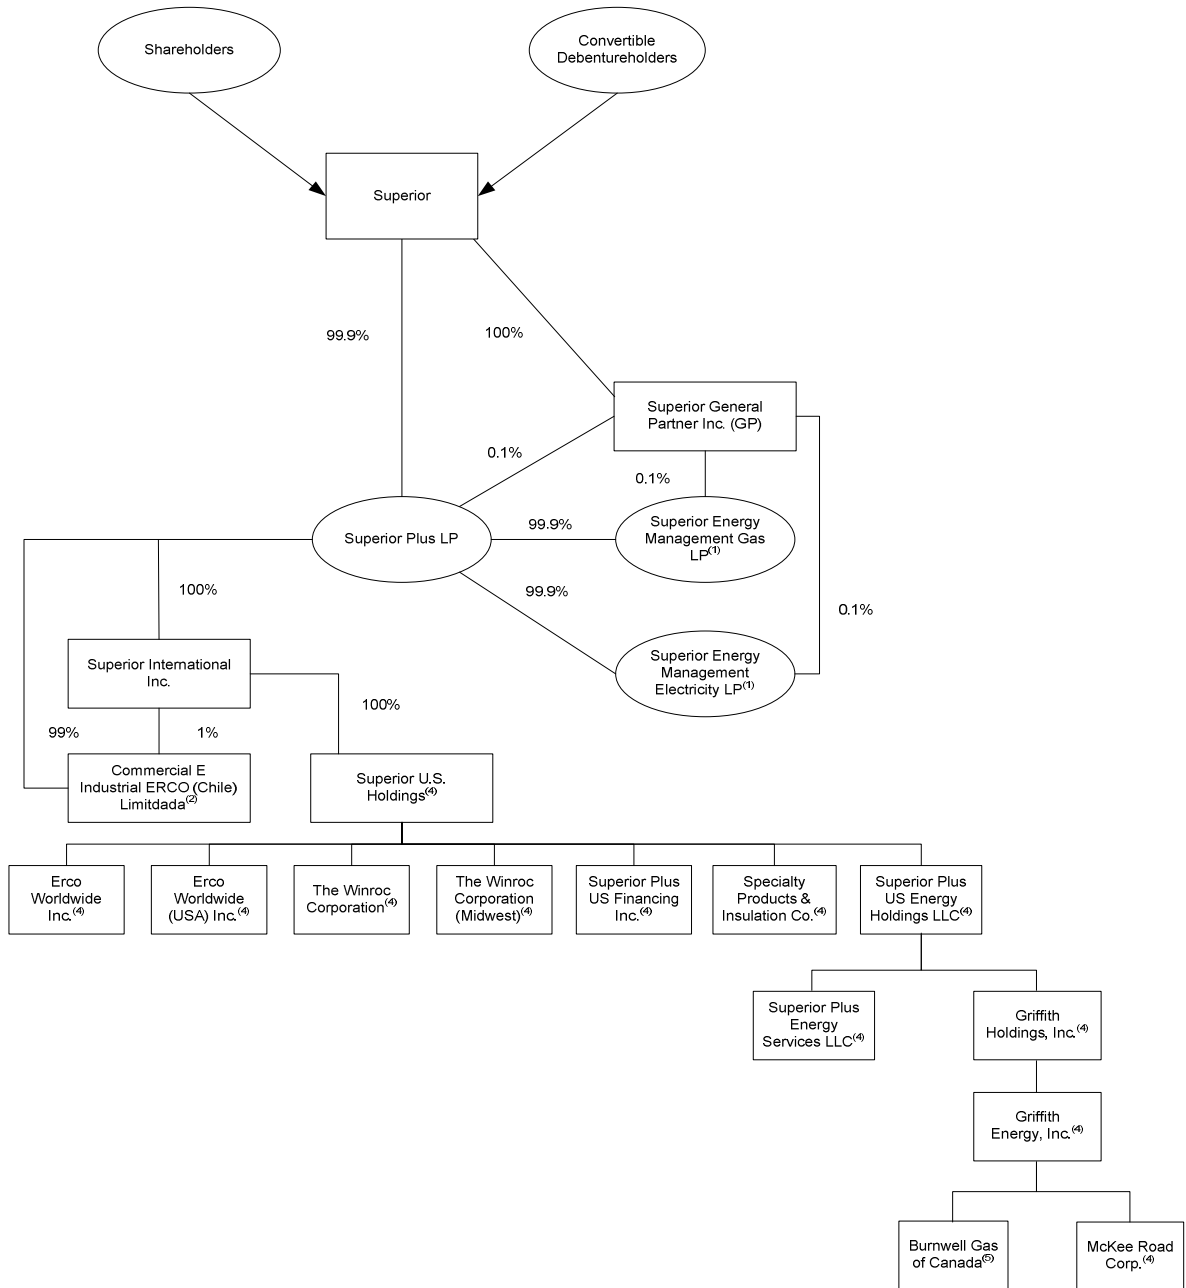 Shareholders
Convertible
Debentureholders
Superior
99.9%
100%
Superior General
Partner Inc. (GP)
0.1%
0.1%
Superior Plus LP
99.9%
Superior Energy
Management Gas
LP(1)
99.9%
100%
0.1%
Superior International
Inc.
Superior Energy
Management
Electricity LP(1)
100%
99%
1%
Commercial E
Industrial ERCO (Chile)
Limitdada(2)
Superior U.S.
Holdings(4)
Erco
Worldwide
Inc.(4)
Erco
Worldwide
(USA) Inc.(4)
The Winroc
Corporation(4)
The Winroc
Corporation
(Midwest)(4)
Superior Plus
US Financing
Inc.(4)
Specialty
Products &
Insulation Co.(4)
Superior Plus
US Energy
Holdings LLC(4)
Superior Plus
Energy
Services LLC(4)
Griffith
Holdings, Inc.(4)
Griffith
Energy, Inc.(4)
Burnwell Gas
of Canada(5)
McKee Road
Corp.(4)